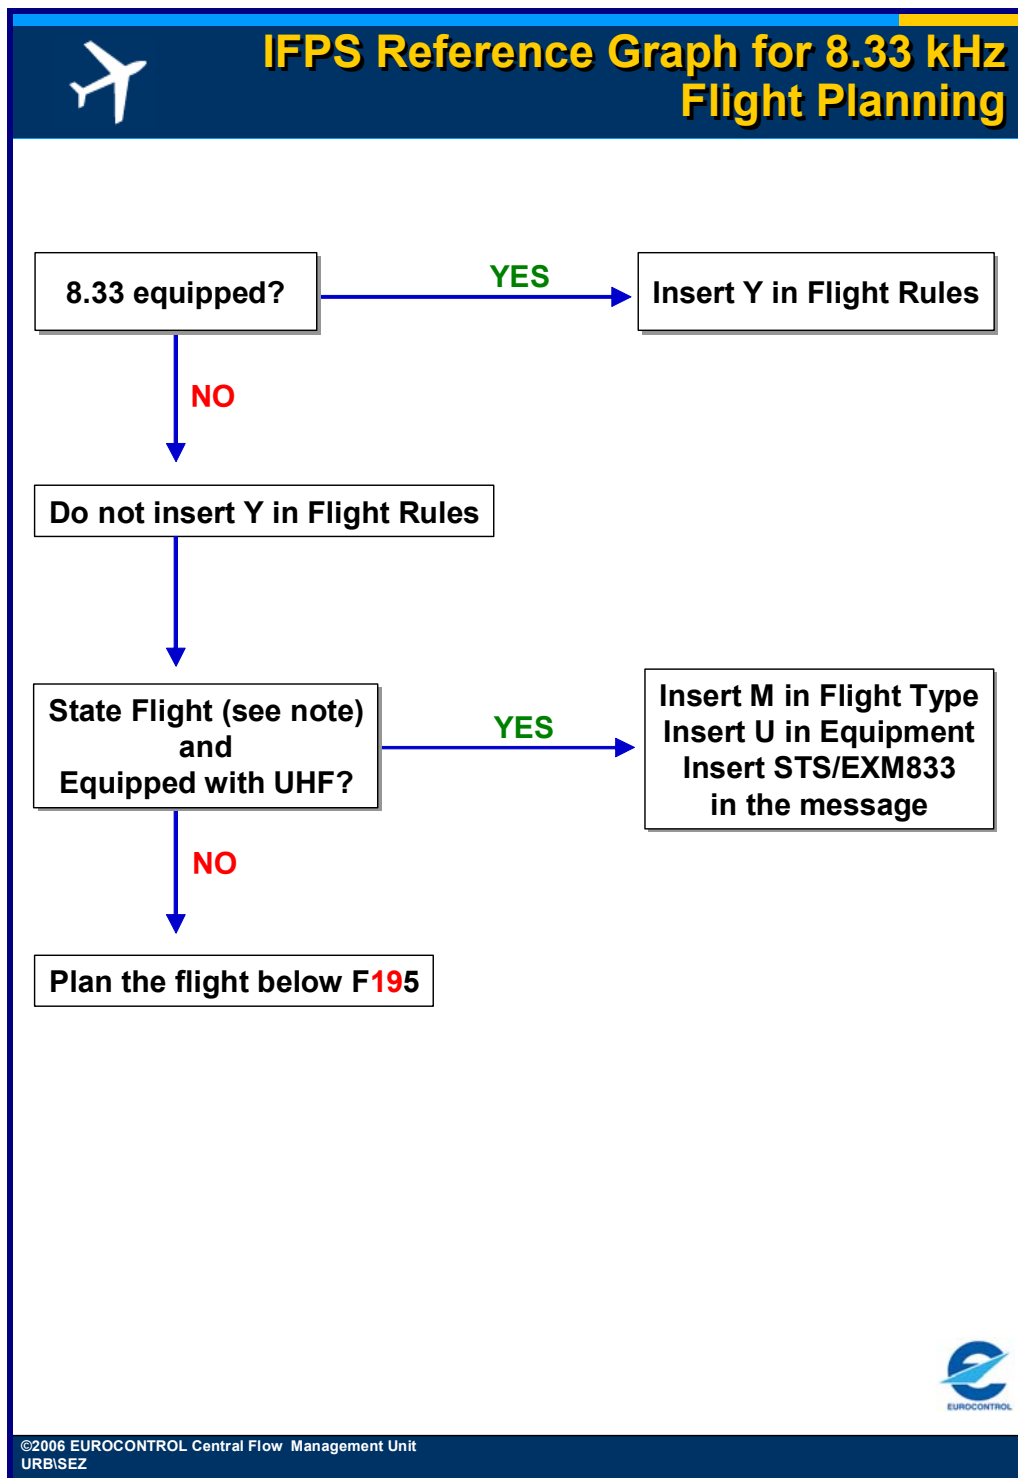 IFPS Reference Graph for 8.33 kHz
Flight Planning
8.33 equipped?
YES
Insert Y in Flight Rules
NO
Do not insert Y in Flight Rules
State Flight (see note)
and
Equipped with UHF?
YES
Insert M in Flight Type
Insert U in Equipment
Insert STS/EXM833
in the message
NO
Plan the flight below F195
EUROCONTROL
©2006 EUROCONTROL Central Flow Management Unit
URB\SEZ